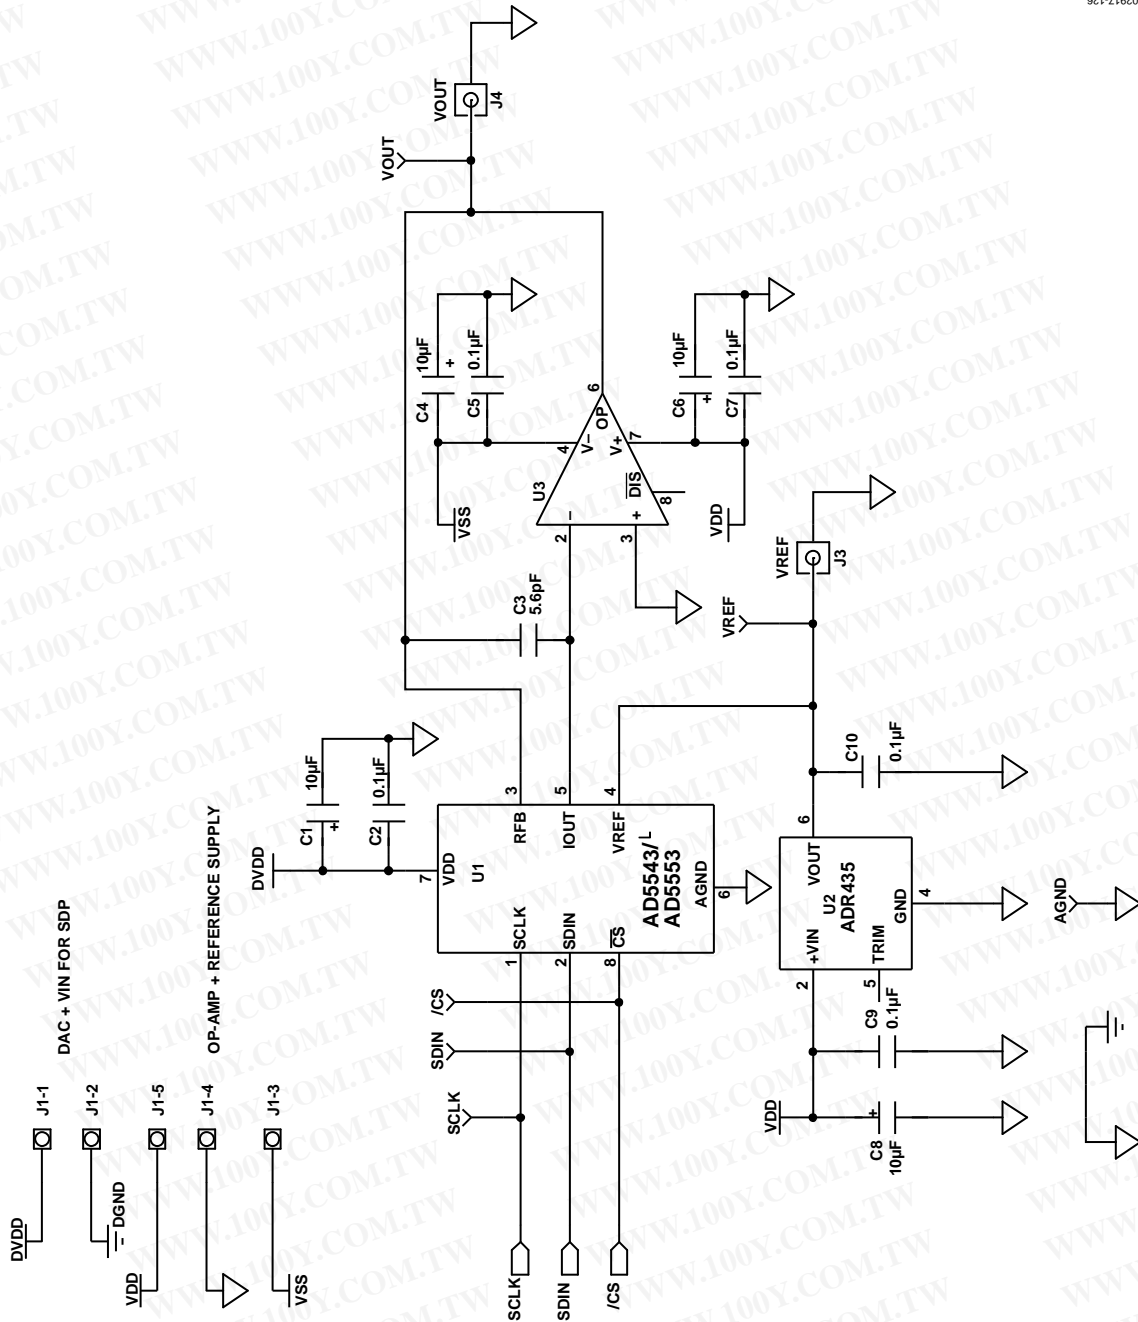 DVDD
J1-1
DAC + VIN FOR SDP
J1-2
DGND
VDD
J1-5
J1-4
OP-AMP + REFERENCE SUPPLY
J1-3
VSS
DVDD
C1
10µF
+
C2
0.1µF
SCLK
SDIN
/CS
SCLK
SDIN
/CS
1
2
8
7
VDD
U1
SCLK
SDIN
CS
RFB
IOUT
VREF
AD5543/L
AD5553
AGND
3
5
4
6
C3
5.6pF
VSS
C4
10µF
+
C5
0.1µF
U3
2
3
4
V–
–
+
OP
6
V+
7
DIS
8
VDD
C6
10µF
+
C7
0.1µF
VOUT
VOUT
J4
VDD
C8
10µF
+
C9
0.1µF
2
5
+VIN
TRIM
U2
ADR435
VOUT
GND
6
4
C10
0.1µF
VREF
VREF
J3
AGND
02917-126
WWW.100Y.COM.TW